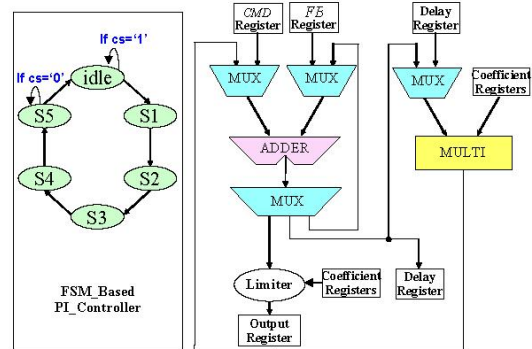 If cs=‘1’
If cs=‘0’
idle
S5
S1
S4
S2
S3
FSM_Based
PI_Controller
CMD
Register
FB
Register
Delay
Register
MUX
MUX
MUX
Coefficient
Registers
ADDER
MULTI
MUX
Limiter
Coefficient
Registers
Delay
Register
Output
Register